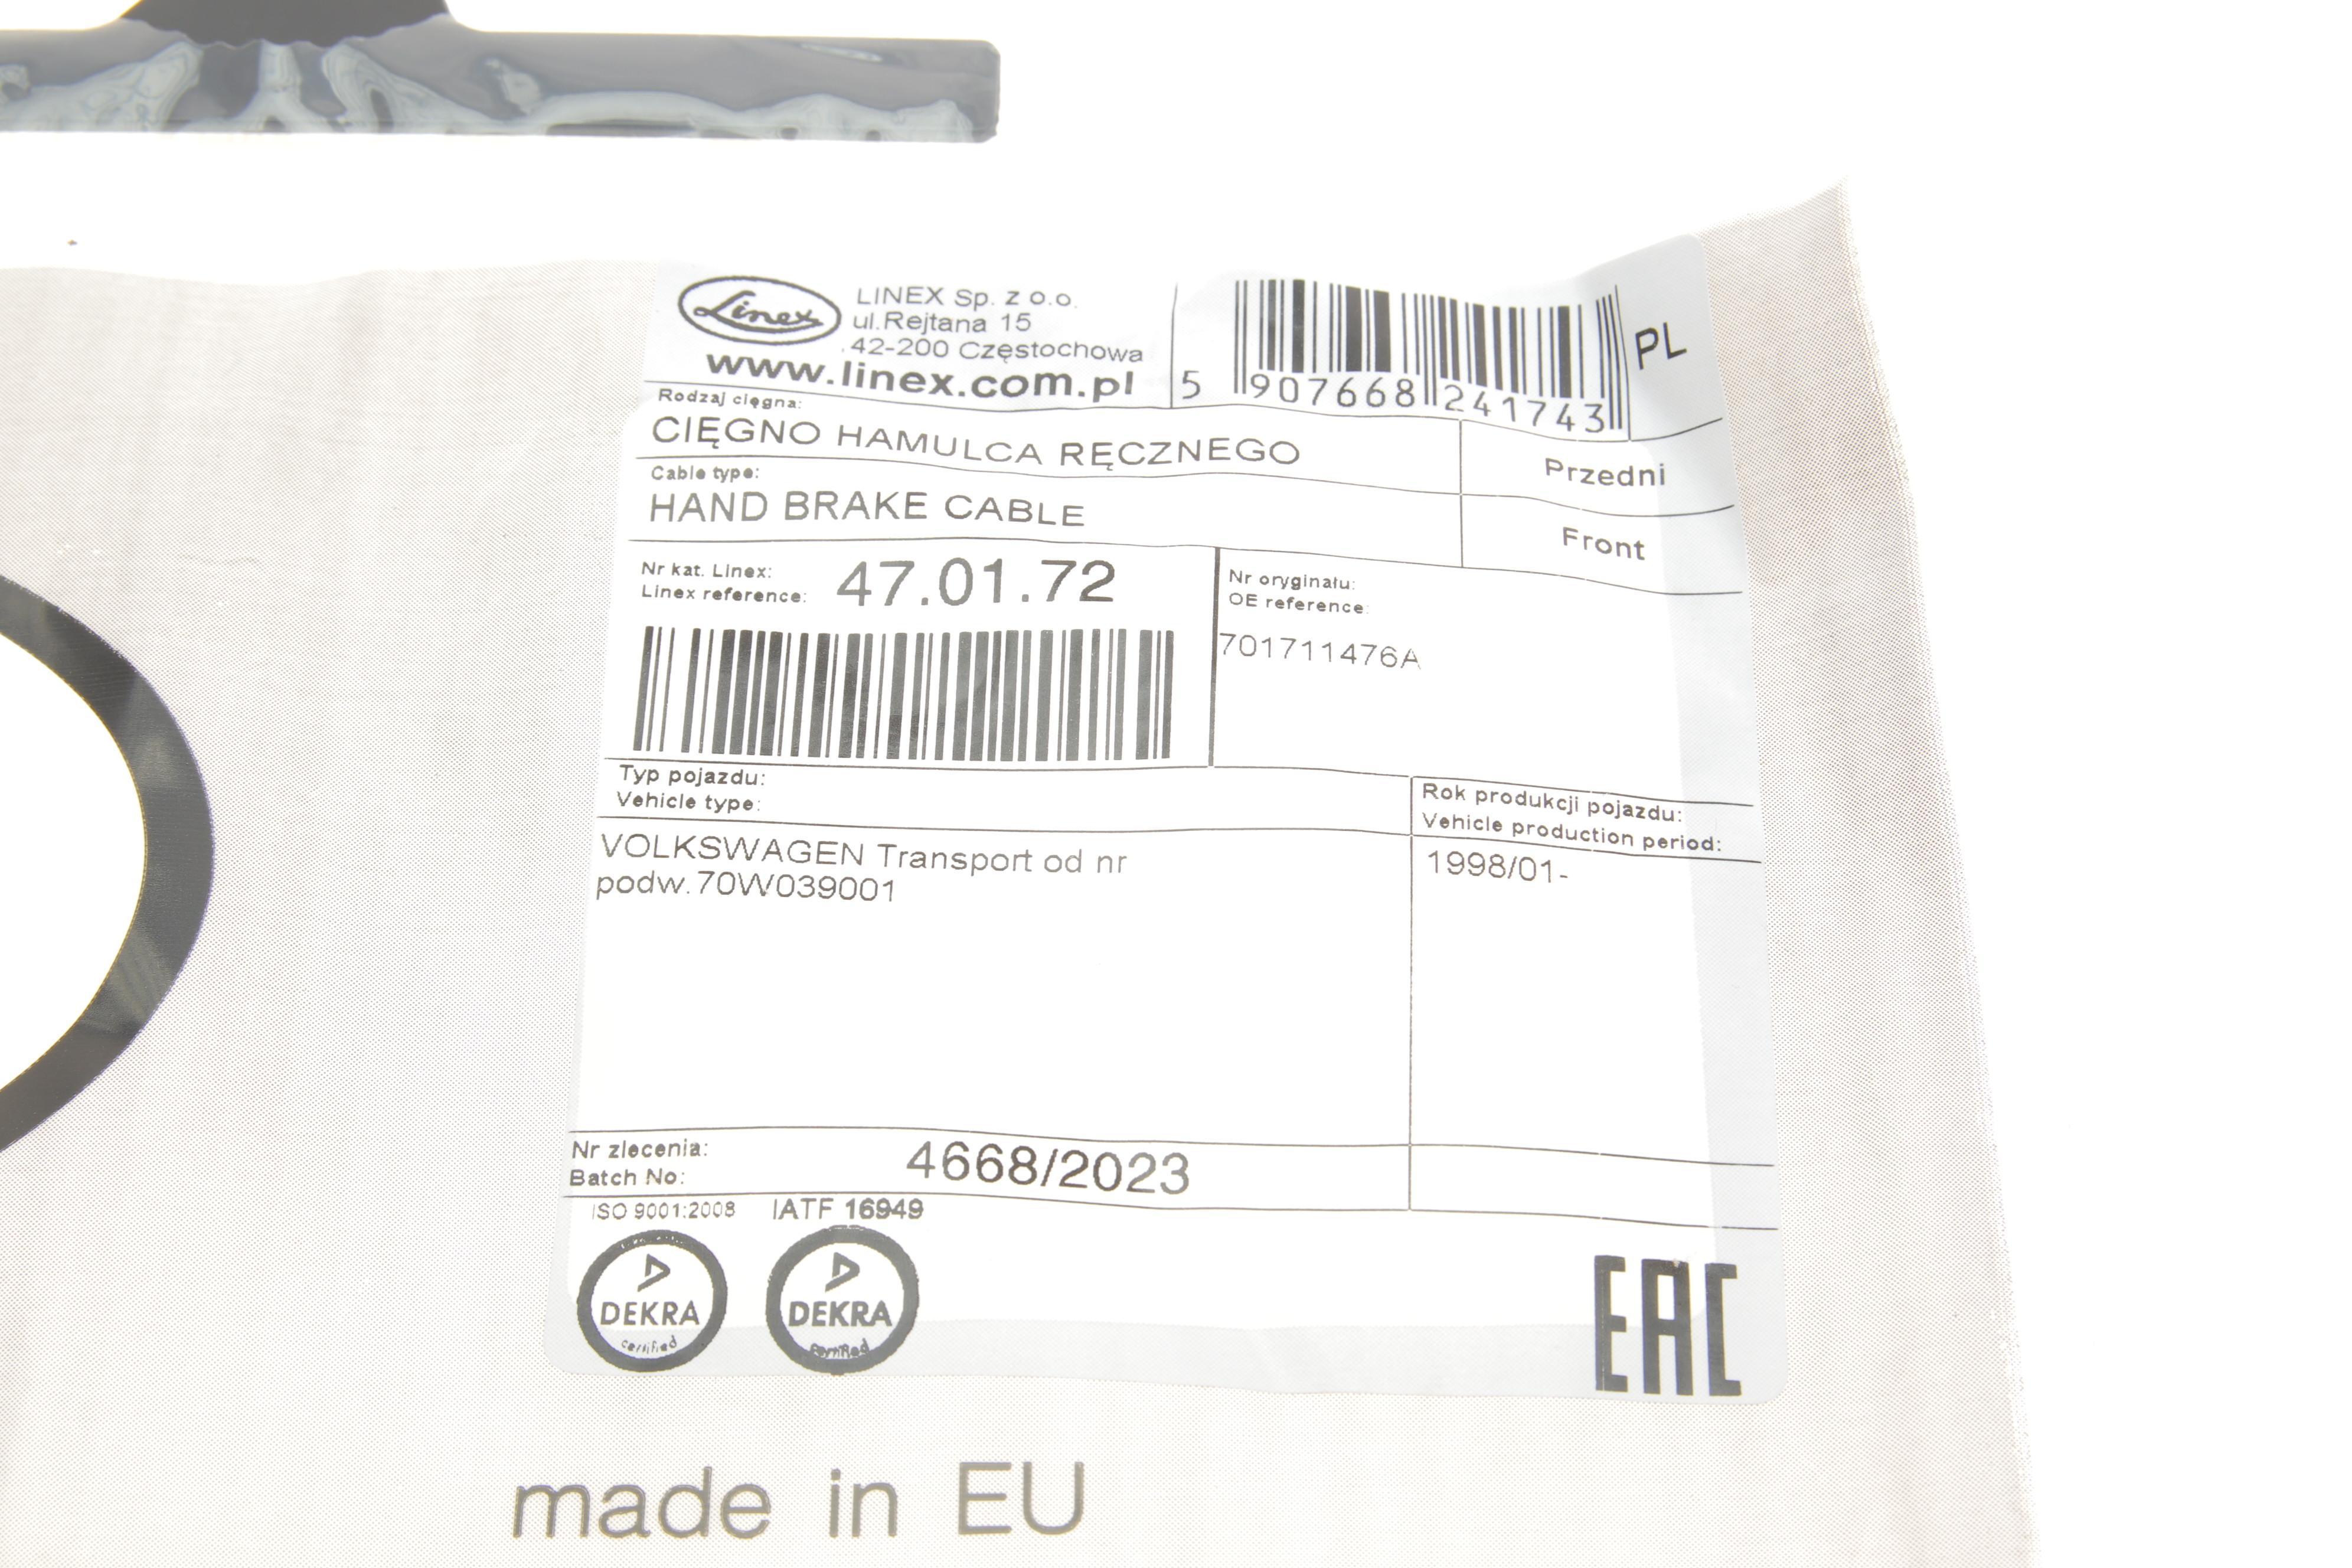 Linex
LINEX Sp. z o.o.
ul.Rejtana 15
42-200 Częstochowa
www.linex.com.pl
5 907668 241743
PL
Rodzaj cięgna:
CIĘGNO HAMULCA RĘCZNEGO
Przedni
Cable type:
HAND BRAKE CABLE
Front
Nr kat. Linex:
Linex reference:
47.01.72
Nr oryginału:
OE reference:
701711476A
Typ pojazdu:
Vehicle type:
Rok produkcji pojazdu:
Vehicle production period:
VOLKSWAGEN Transport od nr
podw.70W039001
1998/01-
Nr zlecenia:
Batch No:
4668/2023
ISO 9001:2008
IATF 16949
DEKRA
certified
DEKRA
certified
EAC
made in EU